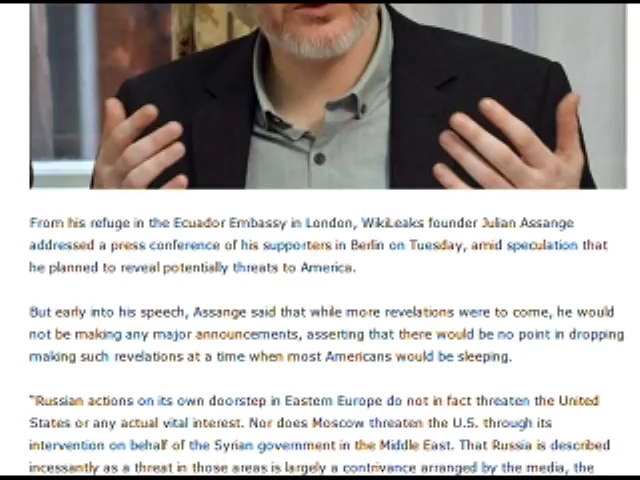 From his refuge in the Ecuador Embassy in London, WikiLeaks founder Julian Assange
addressed a press conference of his supporters in Berlin on Tuesday, amid speculation that
he planned to reveal potentially threats to America.
But early into his speech, Assange said that while more revelations were to come, he would
not be making any major announcements, asserting that there would be no point in dropping
making such revelations at a time when most Americans would be sleeping.
"Russian actions on its own doorstep in Eastern Europe do not in fact threaten the United
States or any actual vital interest. Nor does Moscow threaten the U.S. through its
intervention on behalf of the Syrian government in the Middle East. That Russia is described
incessantly as a threat in those areas is largely a contrivance arranged by the media, the